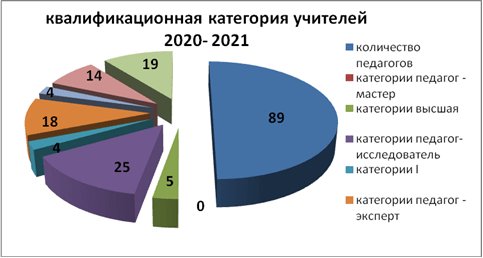 квалификационная категория учителей
2020- 2021
19
14
4
18
4
25
5
0
89
количество
педагогов
категории педагог -
мастер
категории высшая
категории педагог-
исследователь
категории I
категории педагог -
эксперт